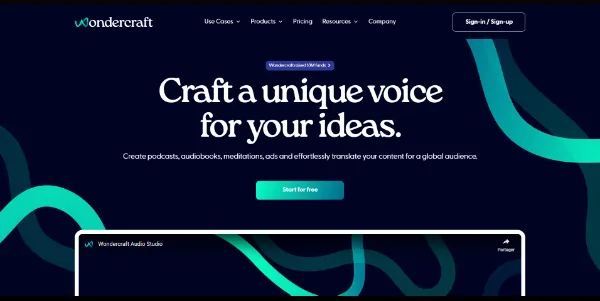 wondercraft
Use Cases Products Pricing Resources Company
Sign-in / Sign-up
Wondercraft raised $3M funds >
Craft a unique voice
for your ideas.
Create podcasts, audiobooks, meditations, ads and effortlessly translate your content for a global audience.
Start for free
Wondercraft Audio Studio
Partager